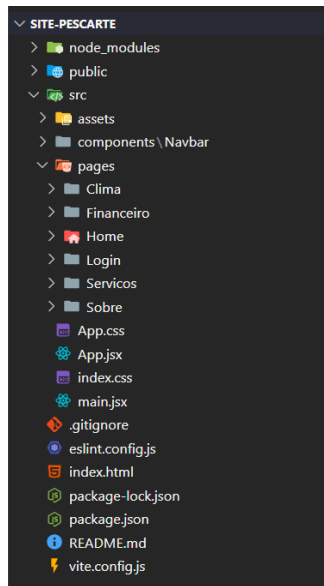 SITE-PESCARTE
node_modules
public
src
assets
components\Navbar
pages
Clima
Financeiro
Home
Login
Servicos
Sobre
App.css
App.jsx
index.css
main.jsx
.gitignore
eslint.config.js
index.html
package-lock.json
package.json
README.md
vite.config.js